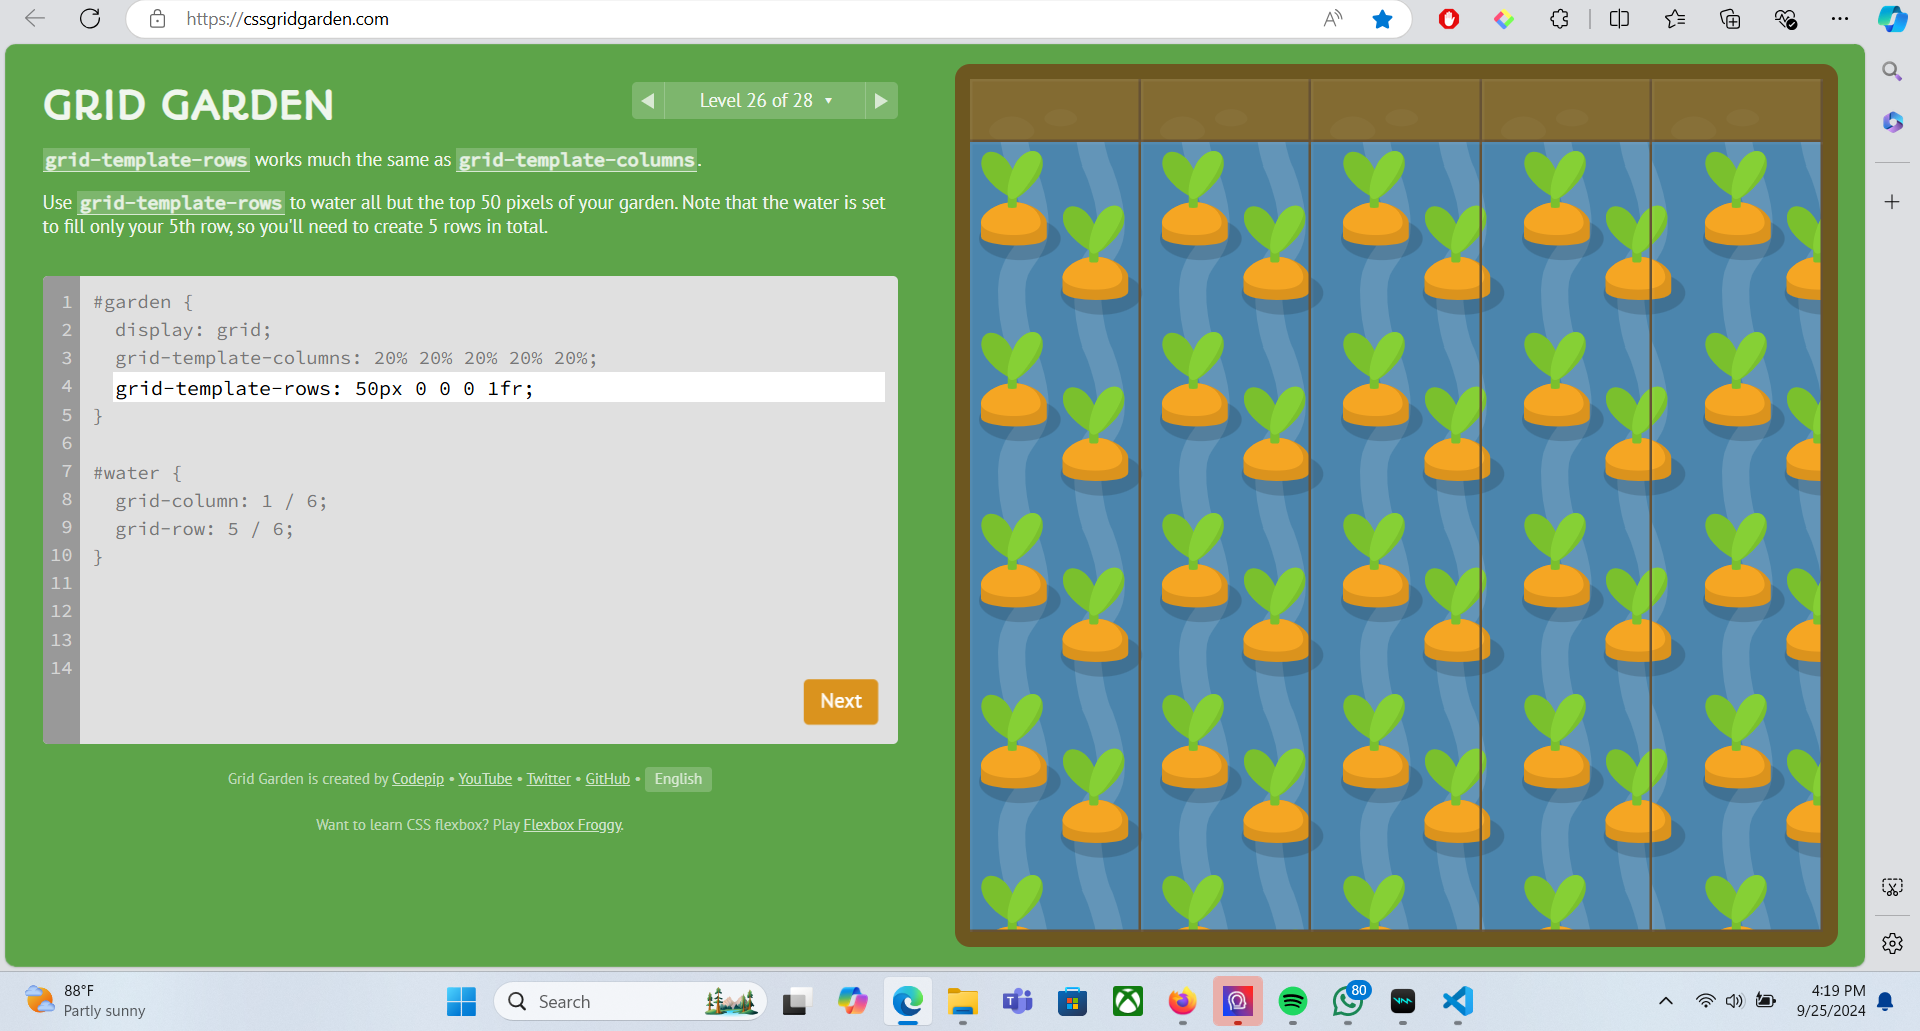 https://cssgridgarden.com
GRID GARDEN
◀ Level 26 of 28 ▾ ▶
grid-template-rows works much the same as grid-template-columns.
Use grid-template-rows to water all but the top 50 pixels of your garden. Note that the water is set
to fill only your 5th row, so you'll need to create 5 rows in total.
1 #garden {
2 display: grid;
3 grid-template-columns: 20% 20% 20% 20% 20%;
4 grid-template-rows: 50px 0 0 0 1fr;
5 }
6
7 #water {
8 grid-column: 1 / 6;
9 grid-row: 5 / 6;
10 }
11
12
13
14
Next
Grid Garden is created by Codepip • YouTube • Twitter • GitHub • English
Want to learn CSS flexbox? Play Flexbox Froggy.
88°F
Partly sunny
Search
80
4:19 PM
9/25/2024